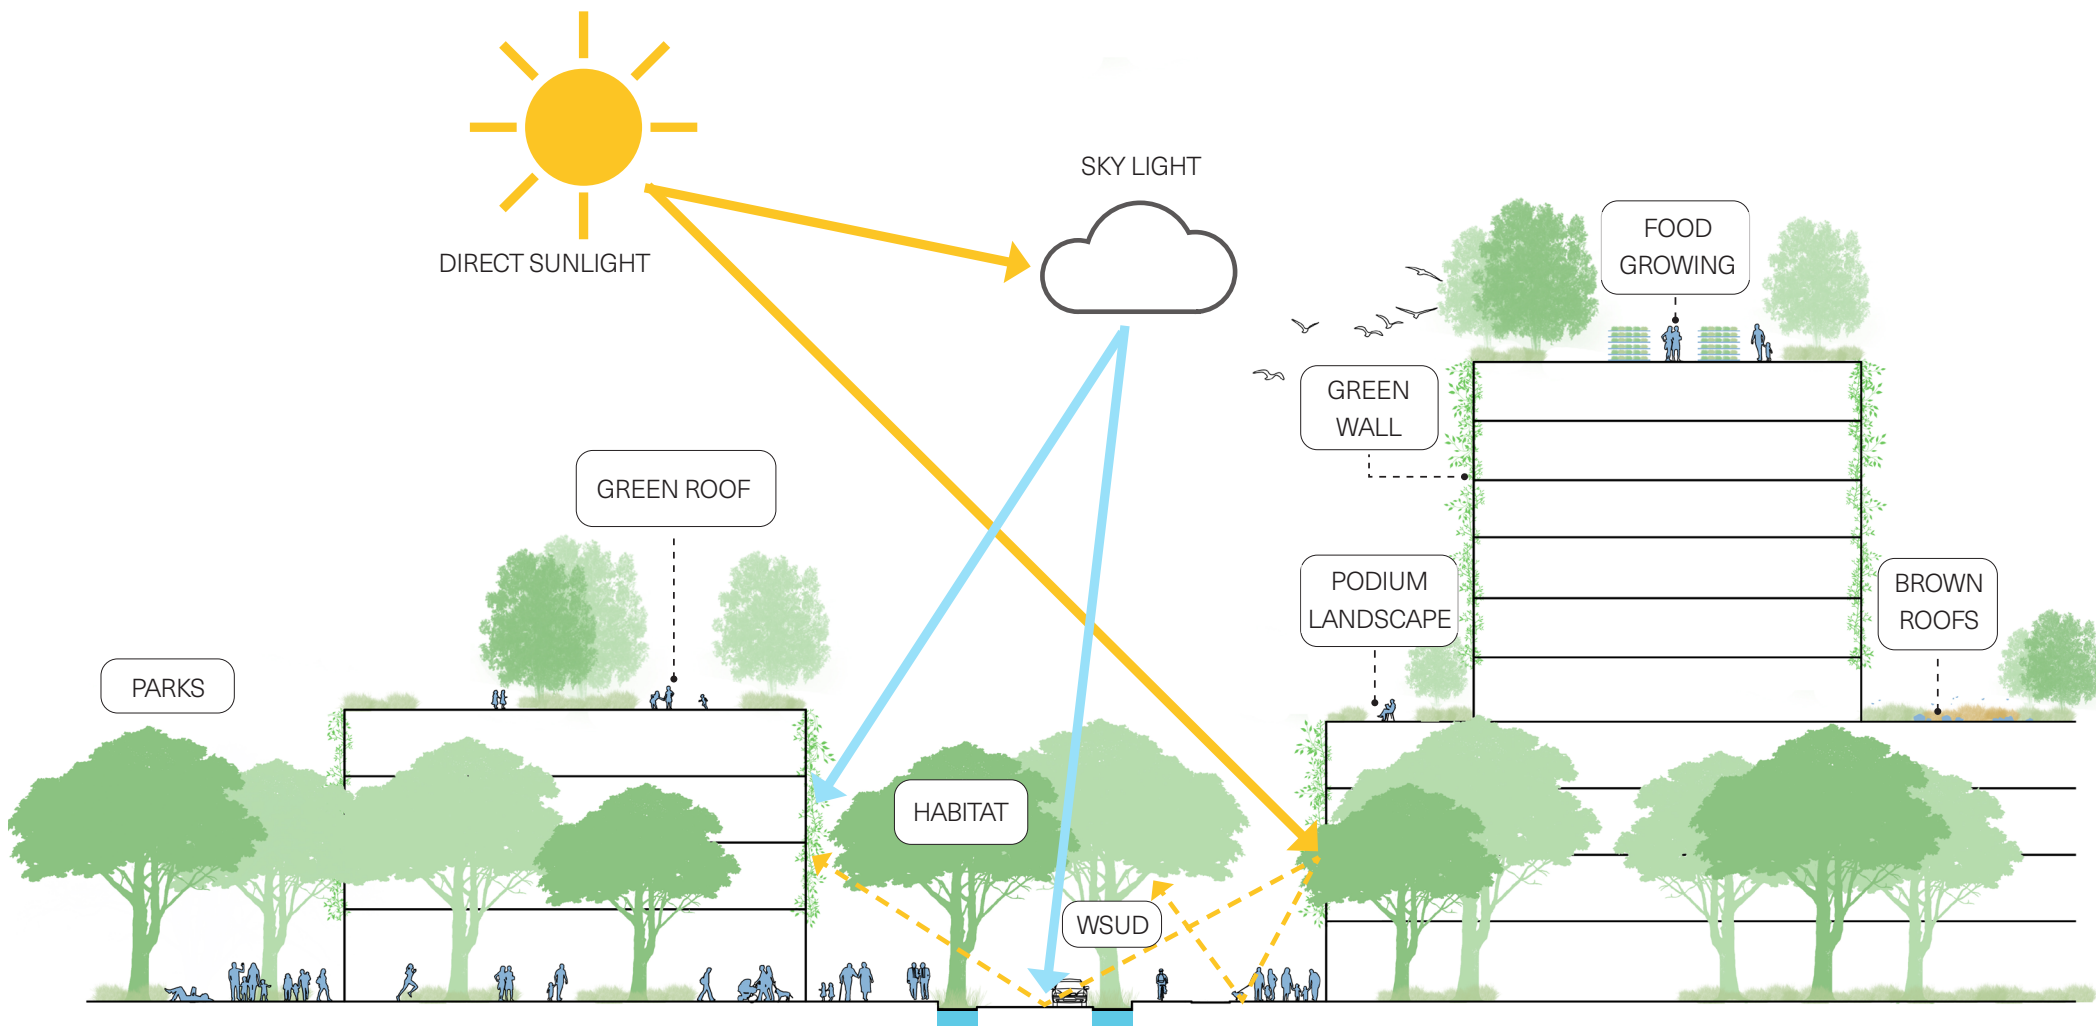 SKY LIGHT
DIRECT SUNLIGHT
FOOD
GROWING
GREEN
WALL
GREEN ROOF
PODIUM
LANDSCAPE
BROWN
ROOFS
PARKS
HABITAT
WSUD